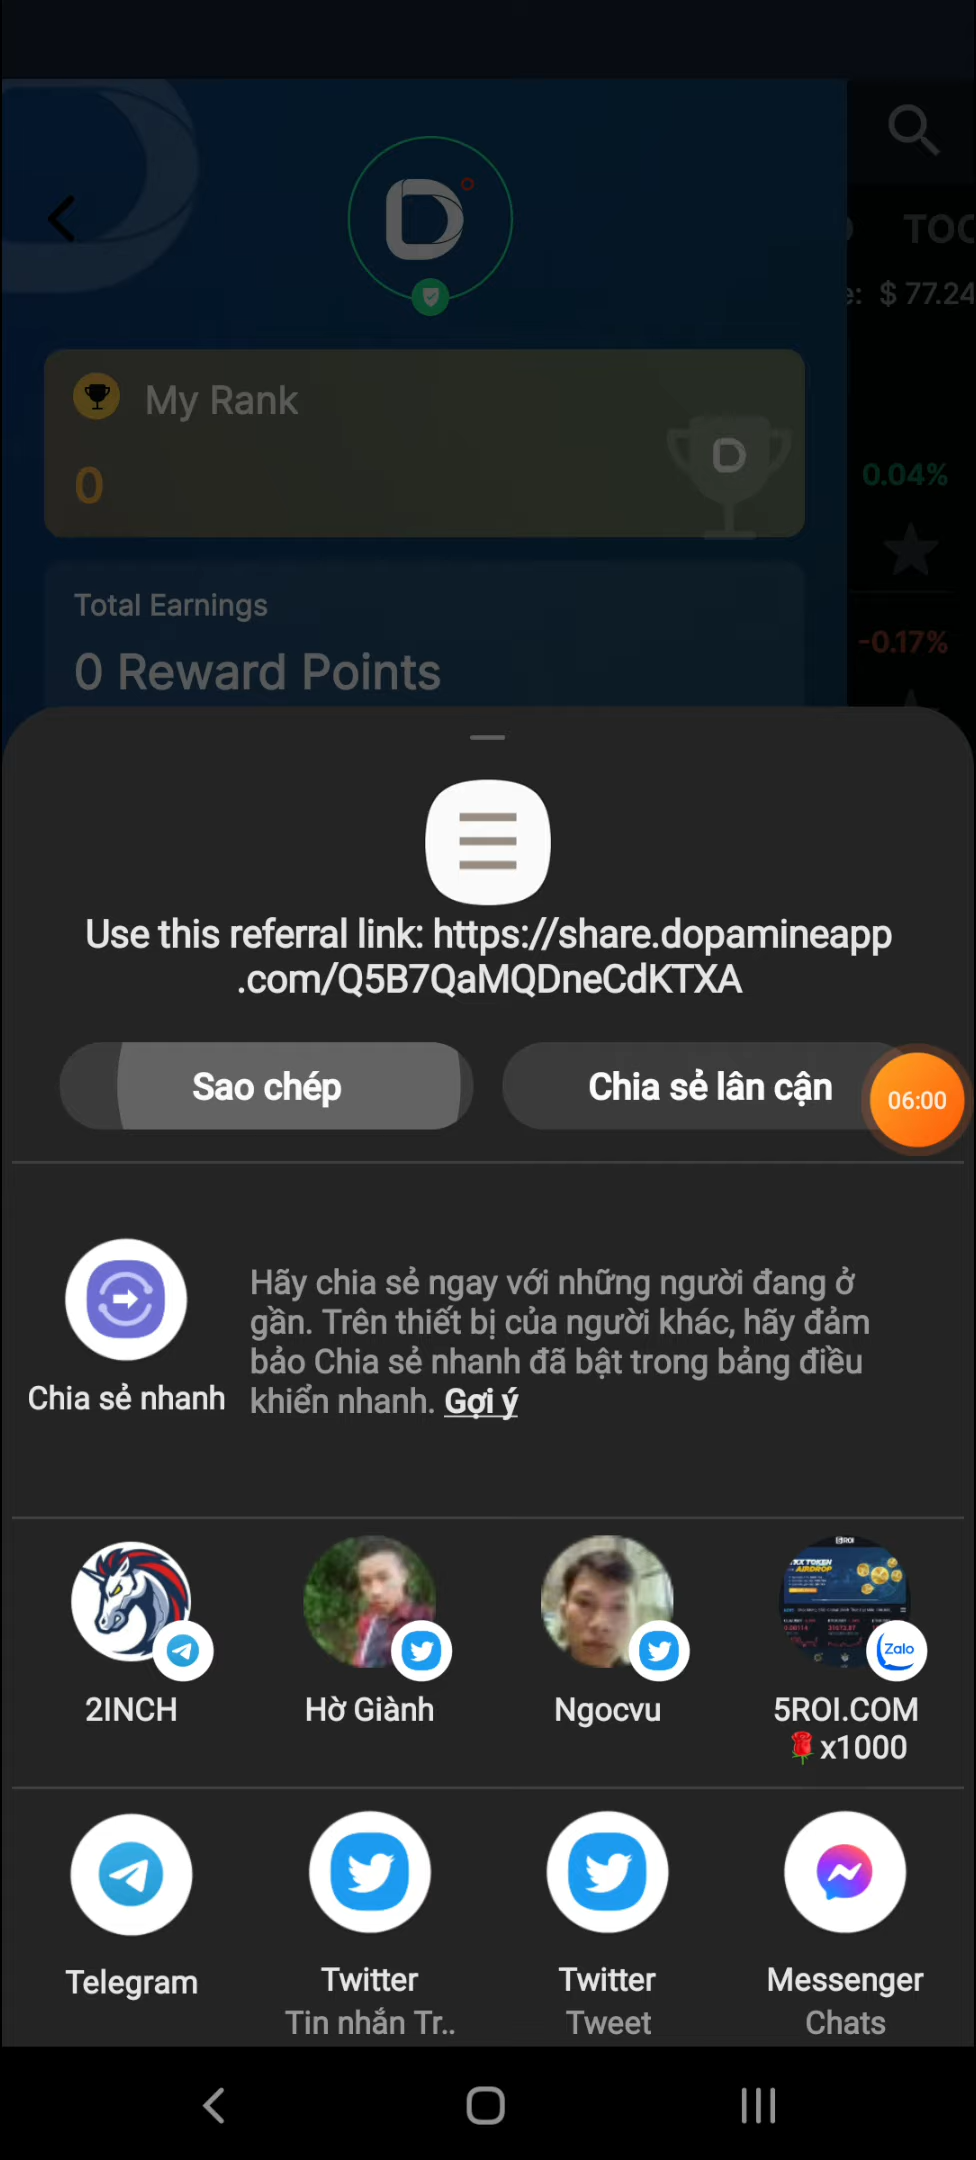 TOC
e: $ 77.24
My Rank
0
0.04%
Total Earnings
-0.17%
0 Reward Points
Use this referral link: https://share.dopamineapp
.com/Q5B7QaMQDneCdKTXA
Sao chép
Chia sẻ lân cận
06:00
Hãy chia sẻ ngay với những người đang ở
gần. Trên thiết bị của người khác, hãy đảm
bảo Chia sẻ nhanh đã bật trong bảng điều
khiển nhanh. Gợi ý
Chia sẻ nhanh
Zalo
2INCH
Hờ Giành
Ngocvu
5ROI.COM
🌹x1000
Telegram
Twitter
Tin nhắn Tr..
Twitter
Tweet
Messenger
Chats